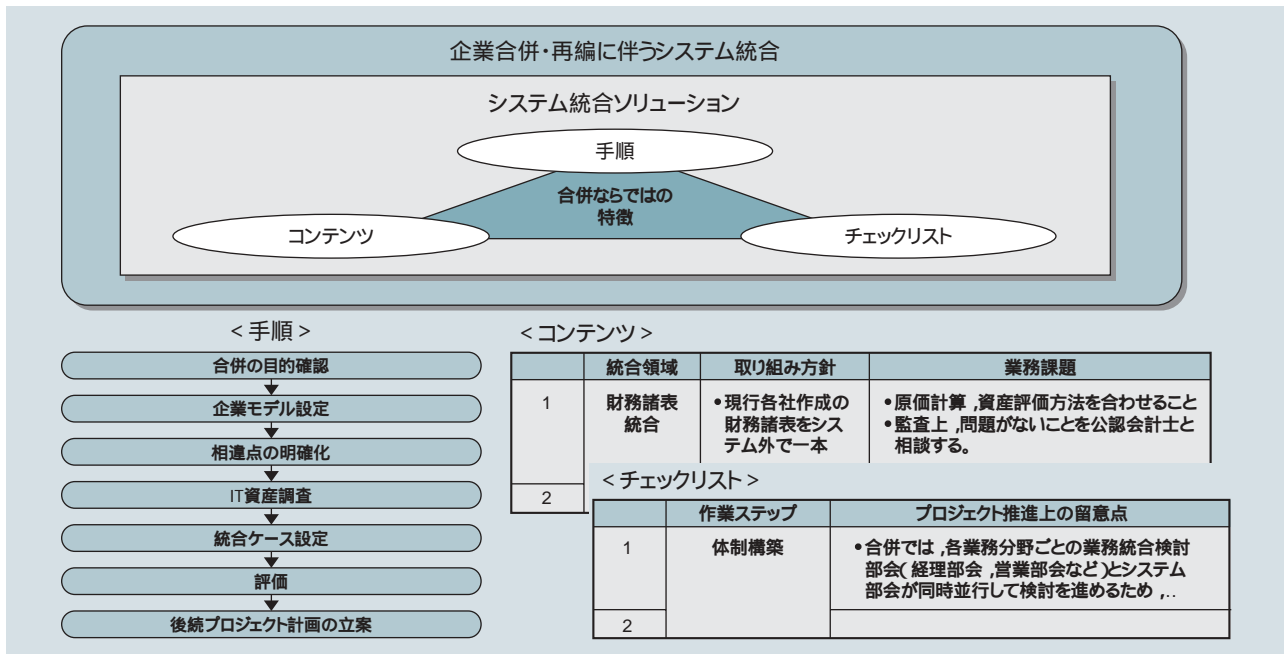 企業合併・再編に伴うシステム統合
システム統合ソリューション
手順
合併ならではの
特徴
コンテンツ
チェックリスト
<手順>
合併の目的確認
企業モデル設定
相違点の明確化
IT資産調査
統合ケース設定
評価
後続プロジェクト計画の立案
<コンテンツ>
統合領域 取り組み方針 業務課題
1 財務諸表 •現行各社作成の •原価計算,資産評価方法を合わせること
統合 財務諸表をシス •監査上,問題がないことを公認会計士と
テム外で一本 相談する。
2
<チェックリスト>
作業ステップ プロジェクト推進上の留意点
1 体制構築 •合併では,各業務分野ごとの業務統合検討
部会(経理部会,営業部会など)とシステム
部会が同時並行して検討を進めるため,..
2